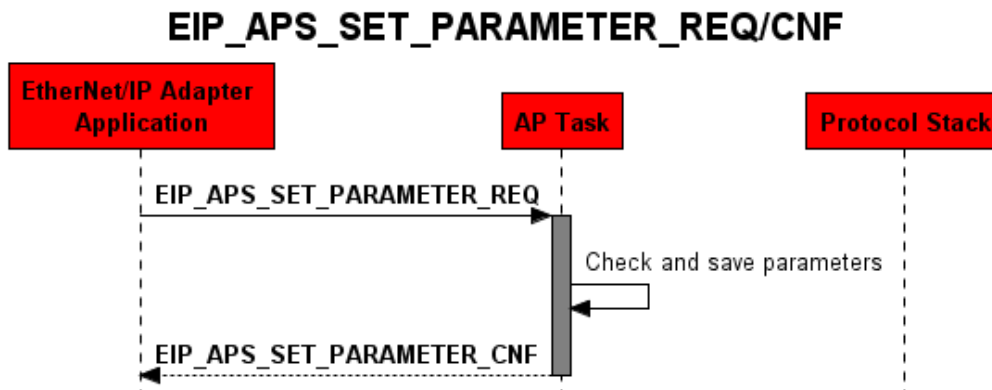 EIP_APS_SET_PARAMETER_REQ/CNF
EtherNet/IP Adapter
Application
AP Task
Protocol Stack
EIP_APS_SET_PARAMETER_REQ
Check and save parameters
EIP_APS_SET_PARAMETER_CNF